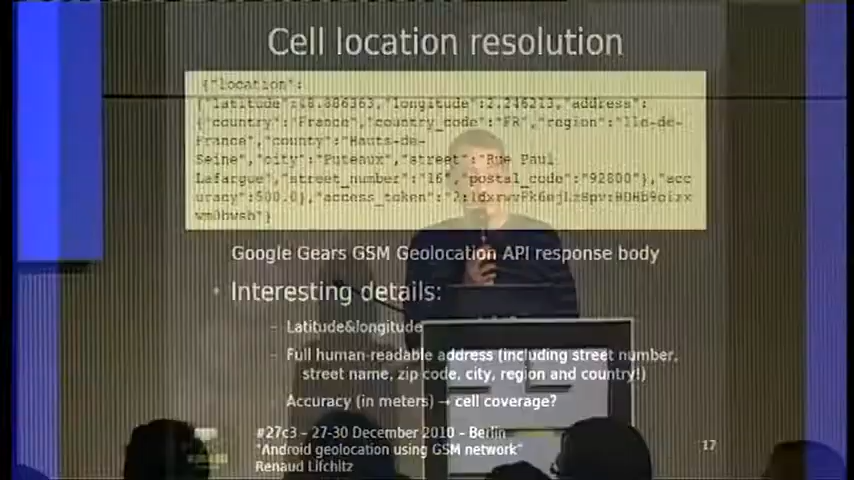 Cell location resolution
{"location":
{"latitude":48.886363,"longitude":2.246213,"address":
{"country":"France","country_code":"FR","region":"Ile-de-
France","county":"Hauts-de-
Seine","city":"Puteaux","street":"Rue Paul
Lafargue","street_number":"16","postal_code":"92800"},"acc
uracy":500.0},"access_token":
Google Gears GSM Geolocation API response body
• Interesting details:
– Latitude&longitude
– Full human-readable address (including street number,
street name, zip code, city, region and country!)
Accuracy (in meters) → cell coverage?
#27c3 – 27-30 December 2010 – Berlin
"Android geolocation using GSM network"
Renaud Lifchitz
17